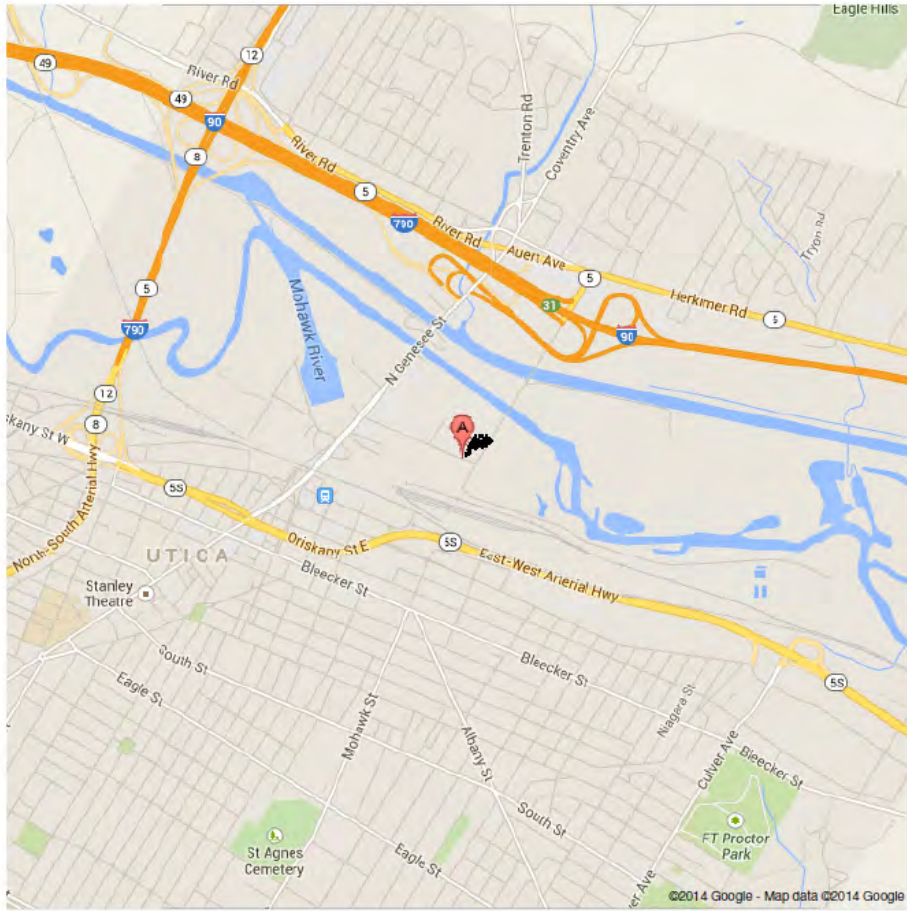 Eagle Hills
12
49
River Rd
49
90
8
River Rd
Trenton Rd
Coventry Ave
5
790
River Rd
Auert Ave
Tryon Rd
5
5
Herkimer Rd
31
5
790
90
Mohawk River
N Genesee St
12
8
A
skany St W
5S
North-South Arterial Hwy
Oriskany St E
5S
East-West Arterial Hwy
UTICA
Bleecker St
Stanley
Theatre
South St
Bleecker St
5S
Eagle St
Mohawk St
Albany St
Niagara St
Culver Ave
Bleecker St
South St
FT Proctor
Park
St Agnes
Cemetery
Eagle St
ver Ave
©2014 Google - Map data ©2014 Google